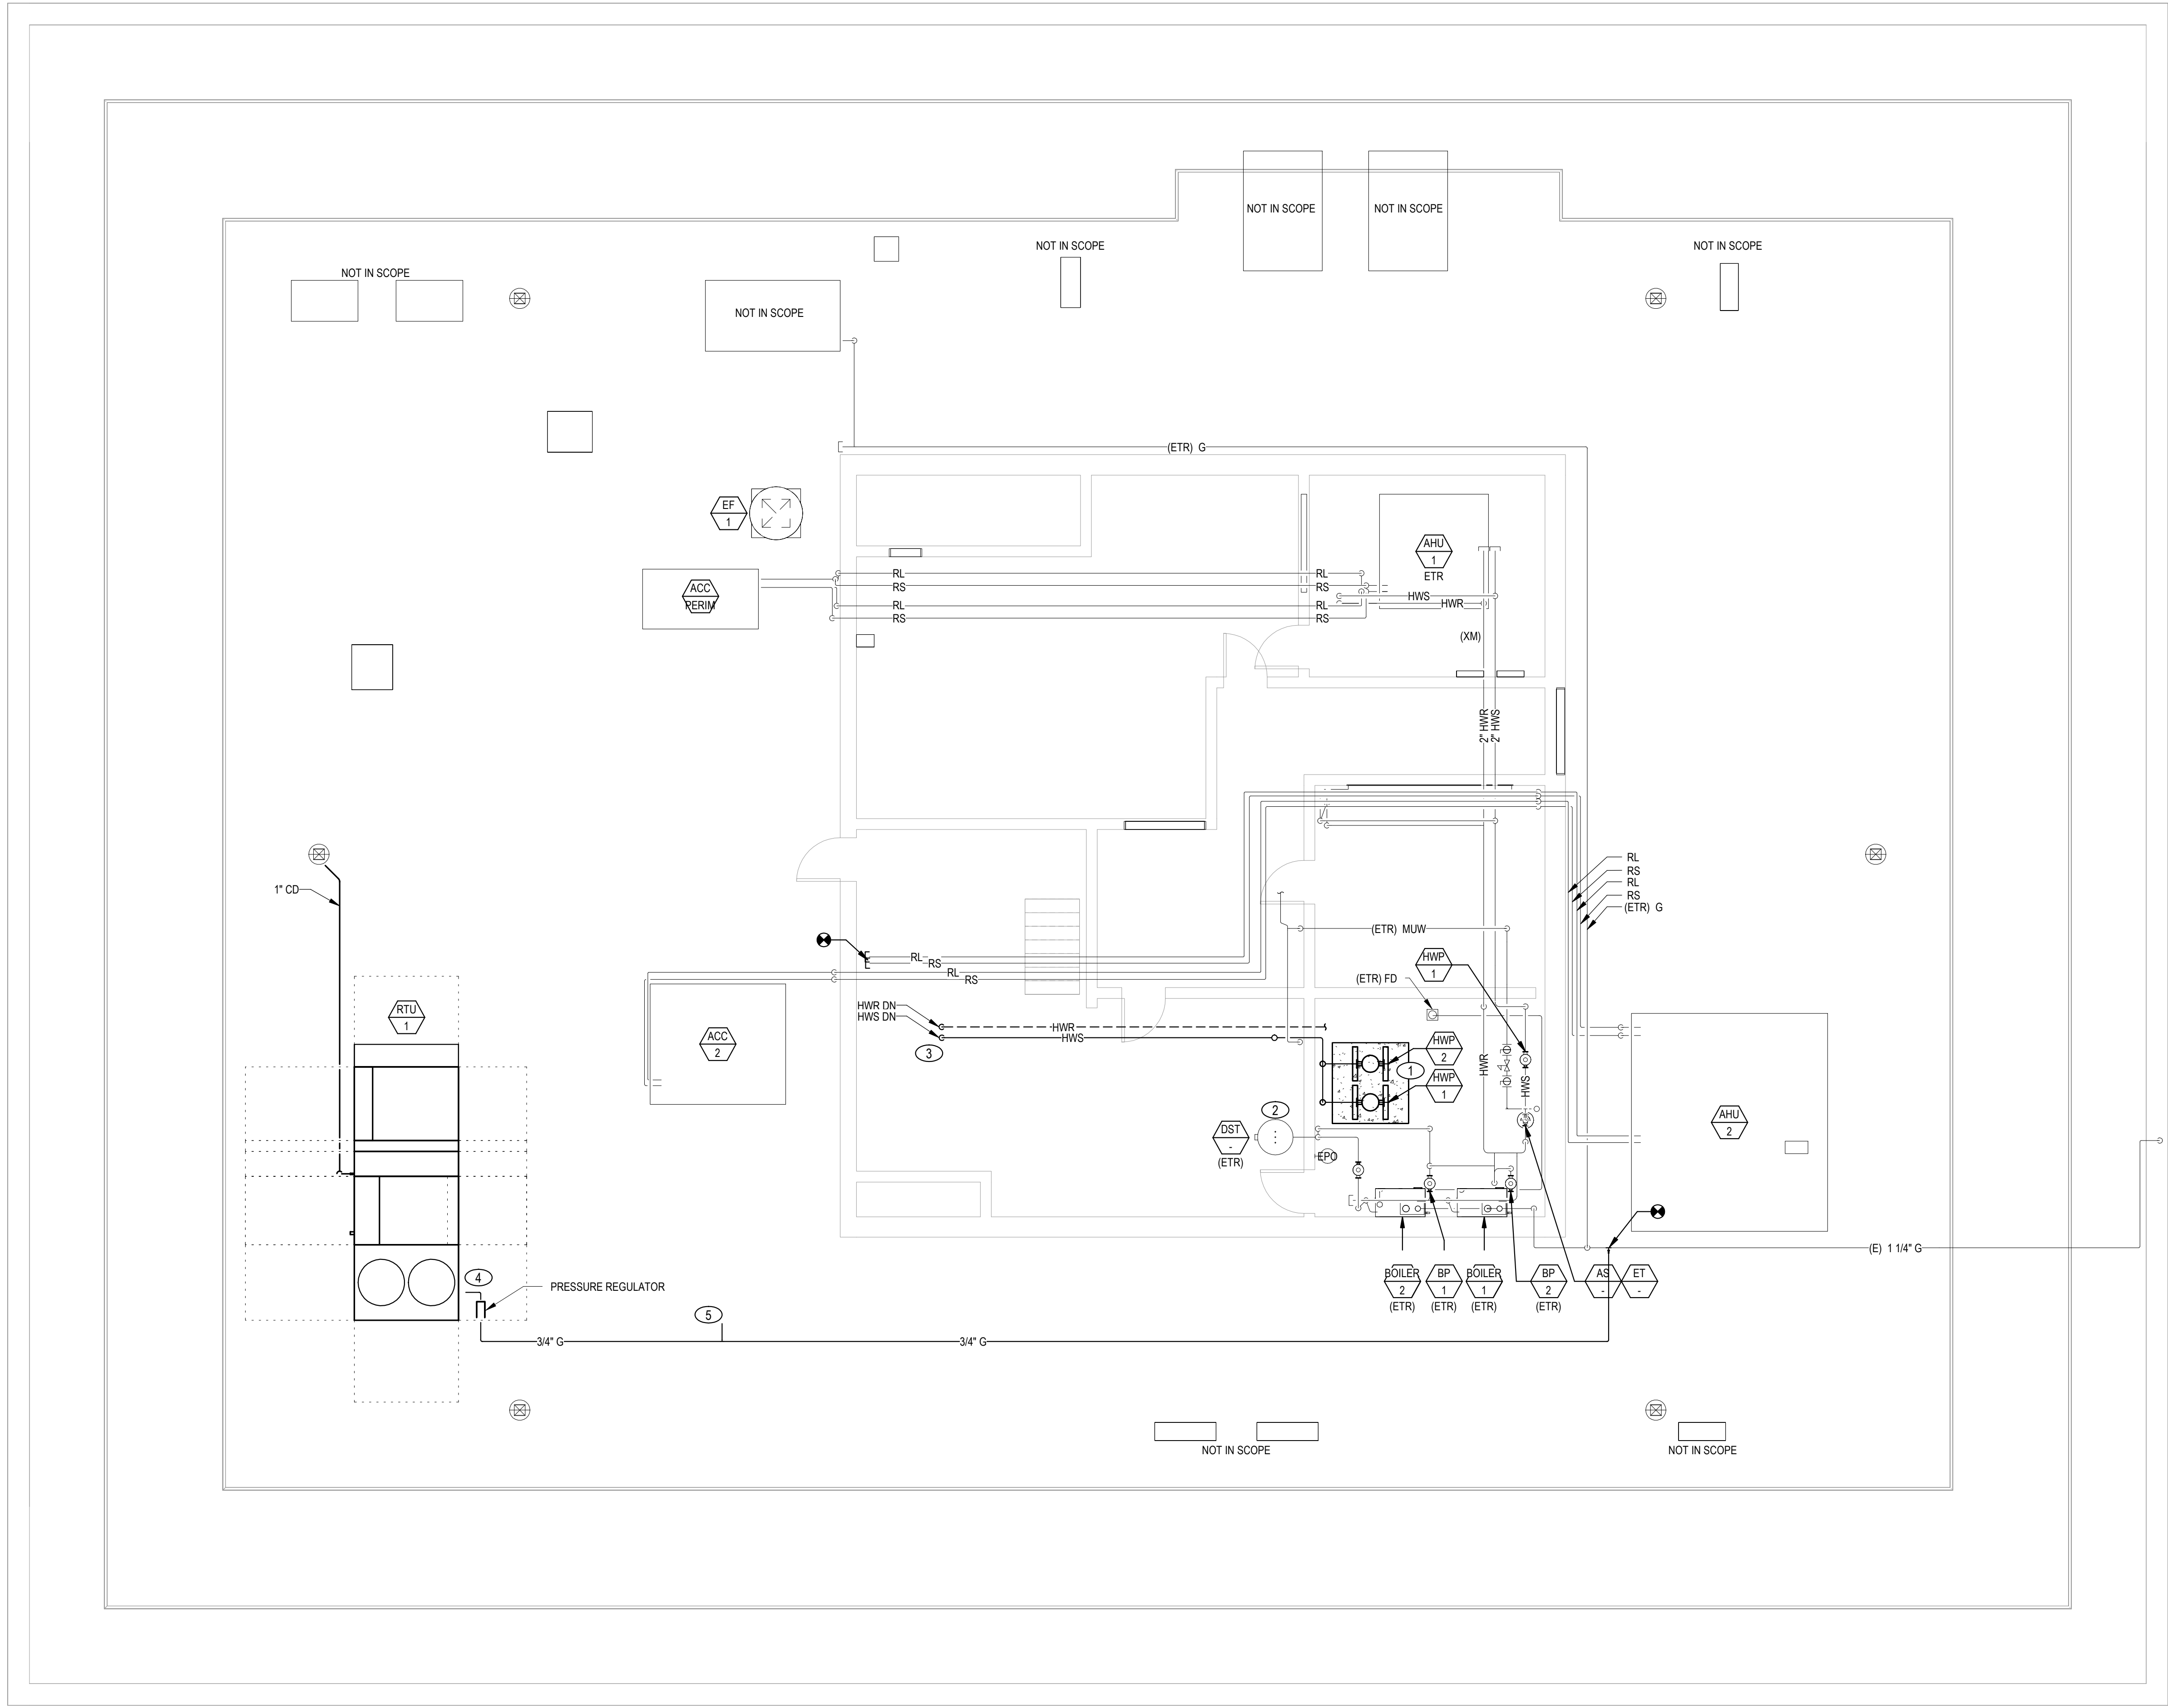 NOT IN SCOPE
NOT IN SCOPE
NOT IN SCOPE
NOT IN SCOPE
NOT IN SCOPE
NOT IN SCOPE
(ETR) G
EF
1
AHU
1
ETR
ACC
PERIM
RL
RS
RL
RS
RL
RS
RL
RS
HWS
HWR
(XM)
2" HWR
2" HWS
RL
RS
RL
RS
(ETR) G
1" CD
(ETR) MUW
RL
RS
RL
RS
HWP
1
(ETR) FD
RTU
1
HWR DN
HWS DN
HWR
HWS
3
ACC
2
HWP
2
1
HWP
1
HWR
HWS
2
DST
-
(ETR)
EPO
AHU
2
(E) 1 1/4" G
4
PRESSURE REGULATOR
5
BOILER
2
(ETR)
BP
1
(ETR)
BOILER
1
(ETR)
BP
2
(ETR)
AS
-
ET
-
3/4" G
3/4" G
NOT IN SCOPE
NOT IN SCOPE